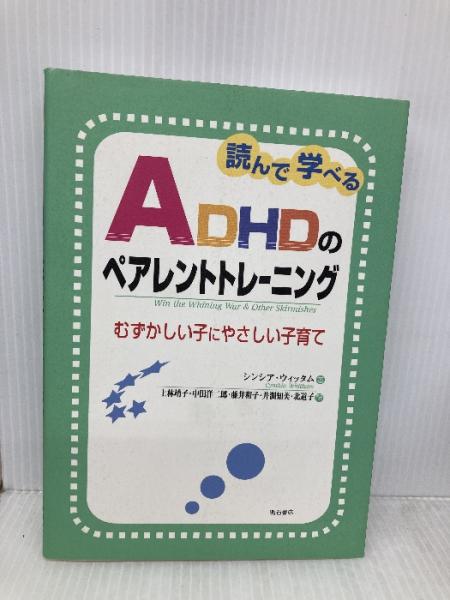 読んで学べる
ADHDの
ペアレントトレーニング
Win the Whining War & Other Skirmishes
むずかしい子にやさしい子育て
シンシア・ウィッタム 著
Cynthia Whitham
上林靖子・中田洋二郎・藤井和子・井澗知美・北道子 訳
明石書店